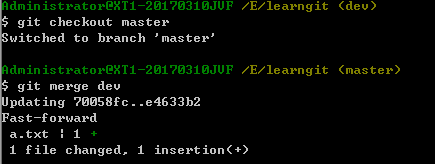 Administrator@XT1-20170310JVF /E/learngit (dev)
$ git checkout master
Switched to branch 'master'
Administrator@XT1-20170310JVF /E/learngit (master)
$ git merge dev
Updating 70058fc..e4633b2
Fast-forward
a.txt | 1 +
1 file changed, 1 insertion(+)